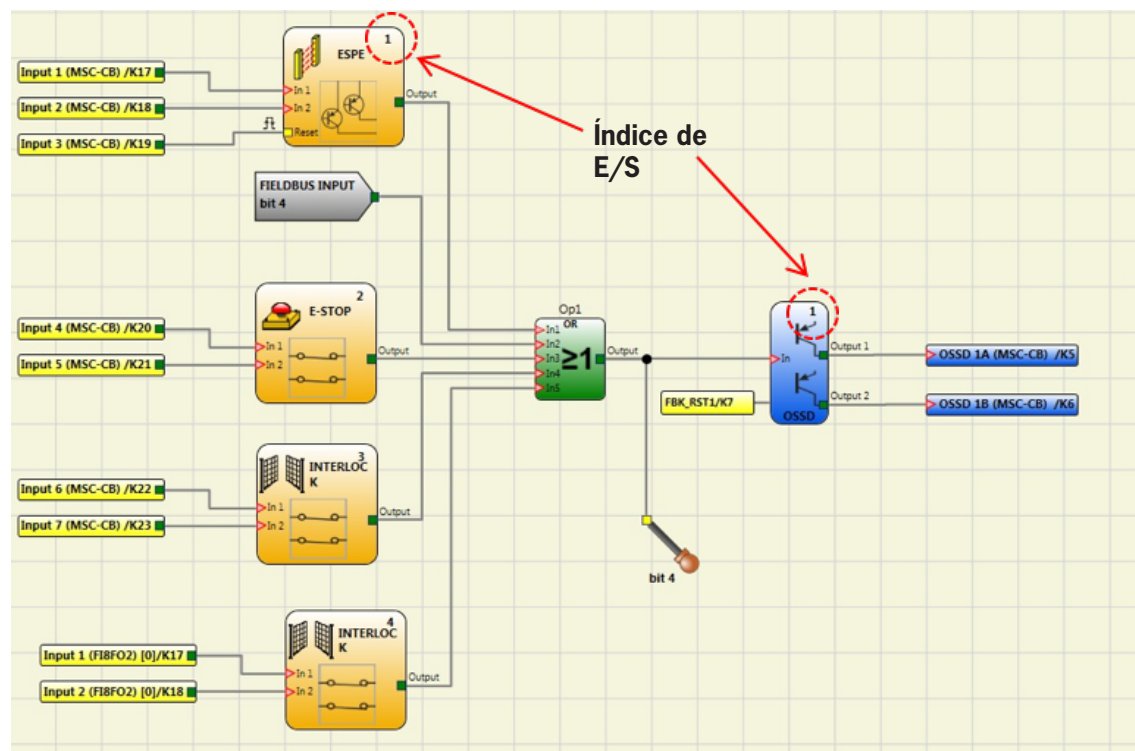 1
ESPE
Input 1 (MSC-CB) /K17
In 1
Output
Input 2 (MSC-CB) /K18
In 2
Input 3 (MSC-CB) /K19
Reset
Índice de
E/S
FIELDBUS INPUT
bit 4
2
E-STOP
Input 4 (MSC-CB) /K20
In 1
Output
Input 5 (MSC-CB) /K21
In 2
Op1
OR
In1
In2
In3
In4
In5
≥1
Output
1
In
Output 1
OSSD 1A (MSC-CB) /K5
FBK_RST1/K7
Output 2
OSSD 1B (MSC-CB) /K6
OSSD
3
INTERLOC
K
Input 6 (MSC-CB) /K22
In 1
Output
Input 7 (MSC-CB) /K23
In 2
bit 4
4
INTERLOC
K
Input 1 (FI8FO2) [0]/K17
In 1
Output
Input 2 (FI8FO2) [0]/K18
In 2